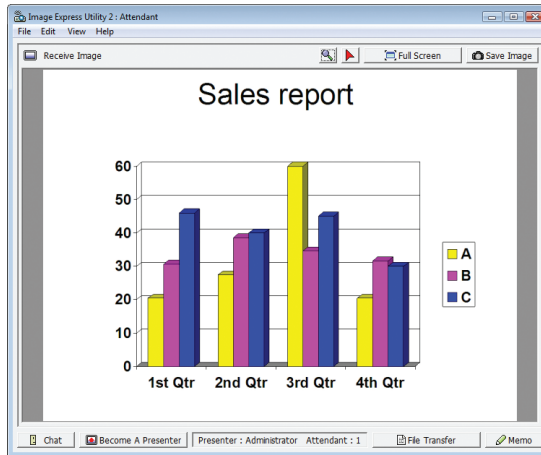 Image Express Utility 2 : Attendant
File Edit View Help
Receive Image Full Screen Save Image
Sales report
60
50
40
30
20
10
0
1st Qtr 2nd Qtr 3rd Qtr 4th Qtr
A
B
C
Chat Become A Presenter Presenter : Administrator Attendant : 1 File Transfer Memo